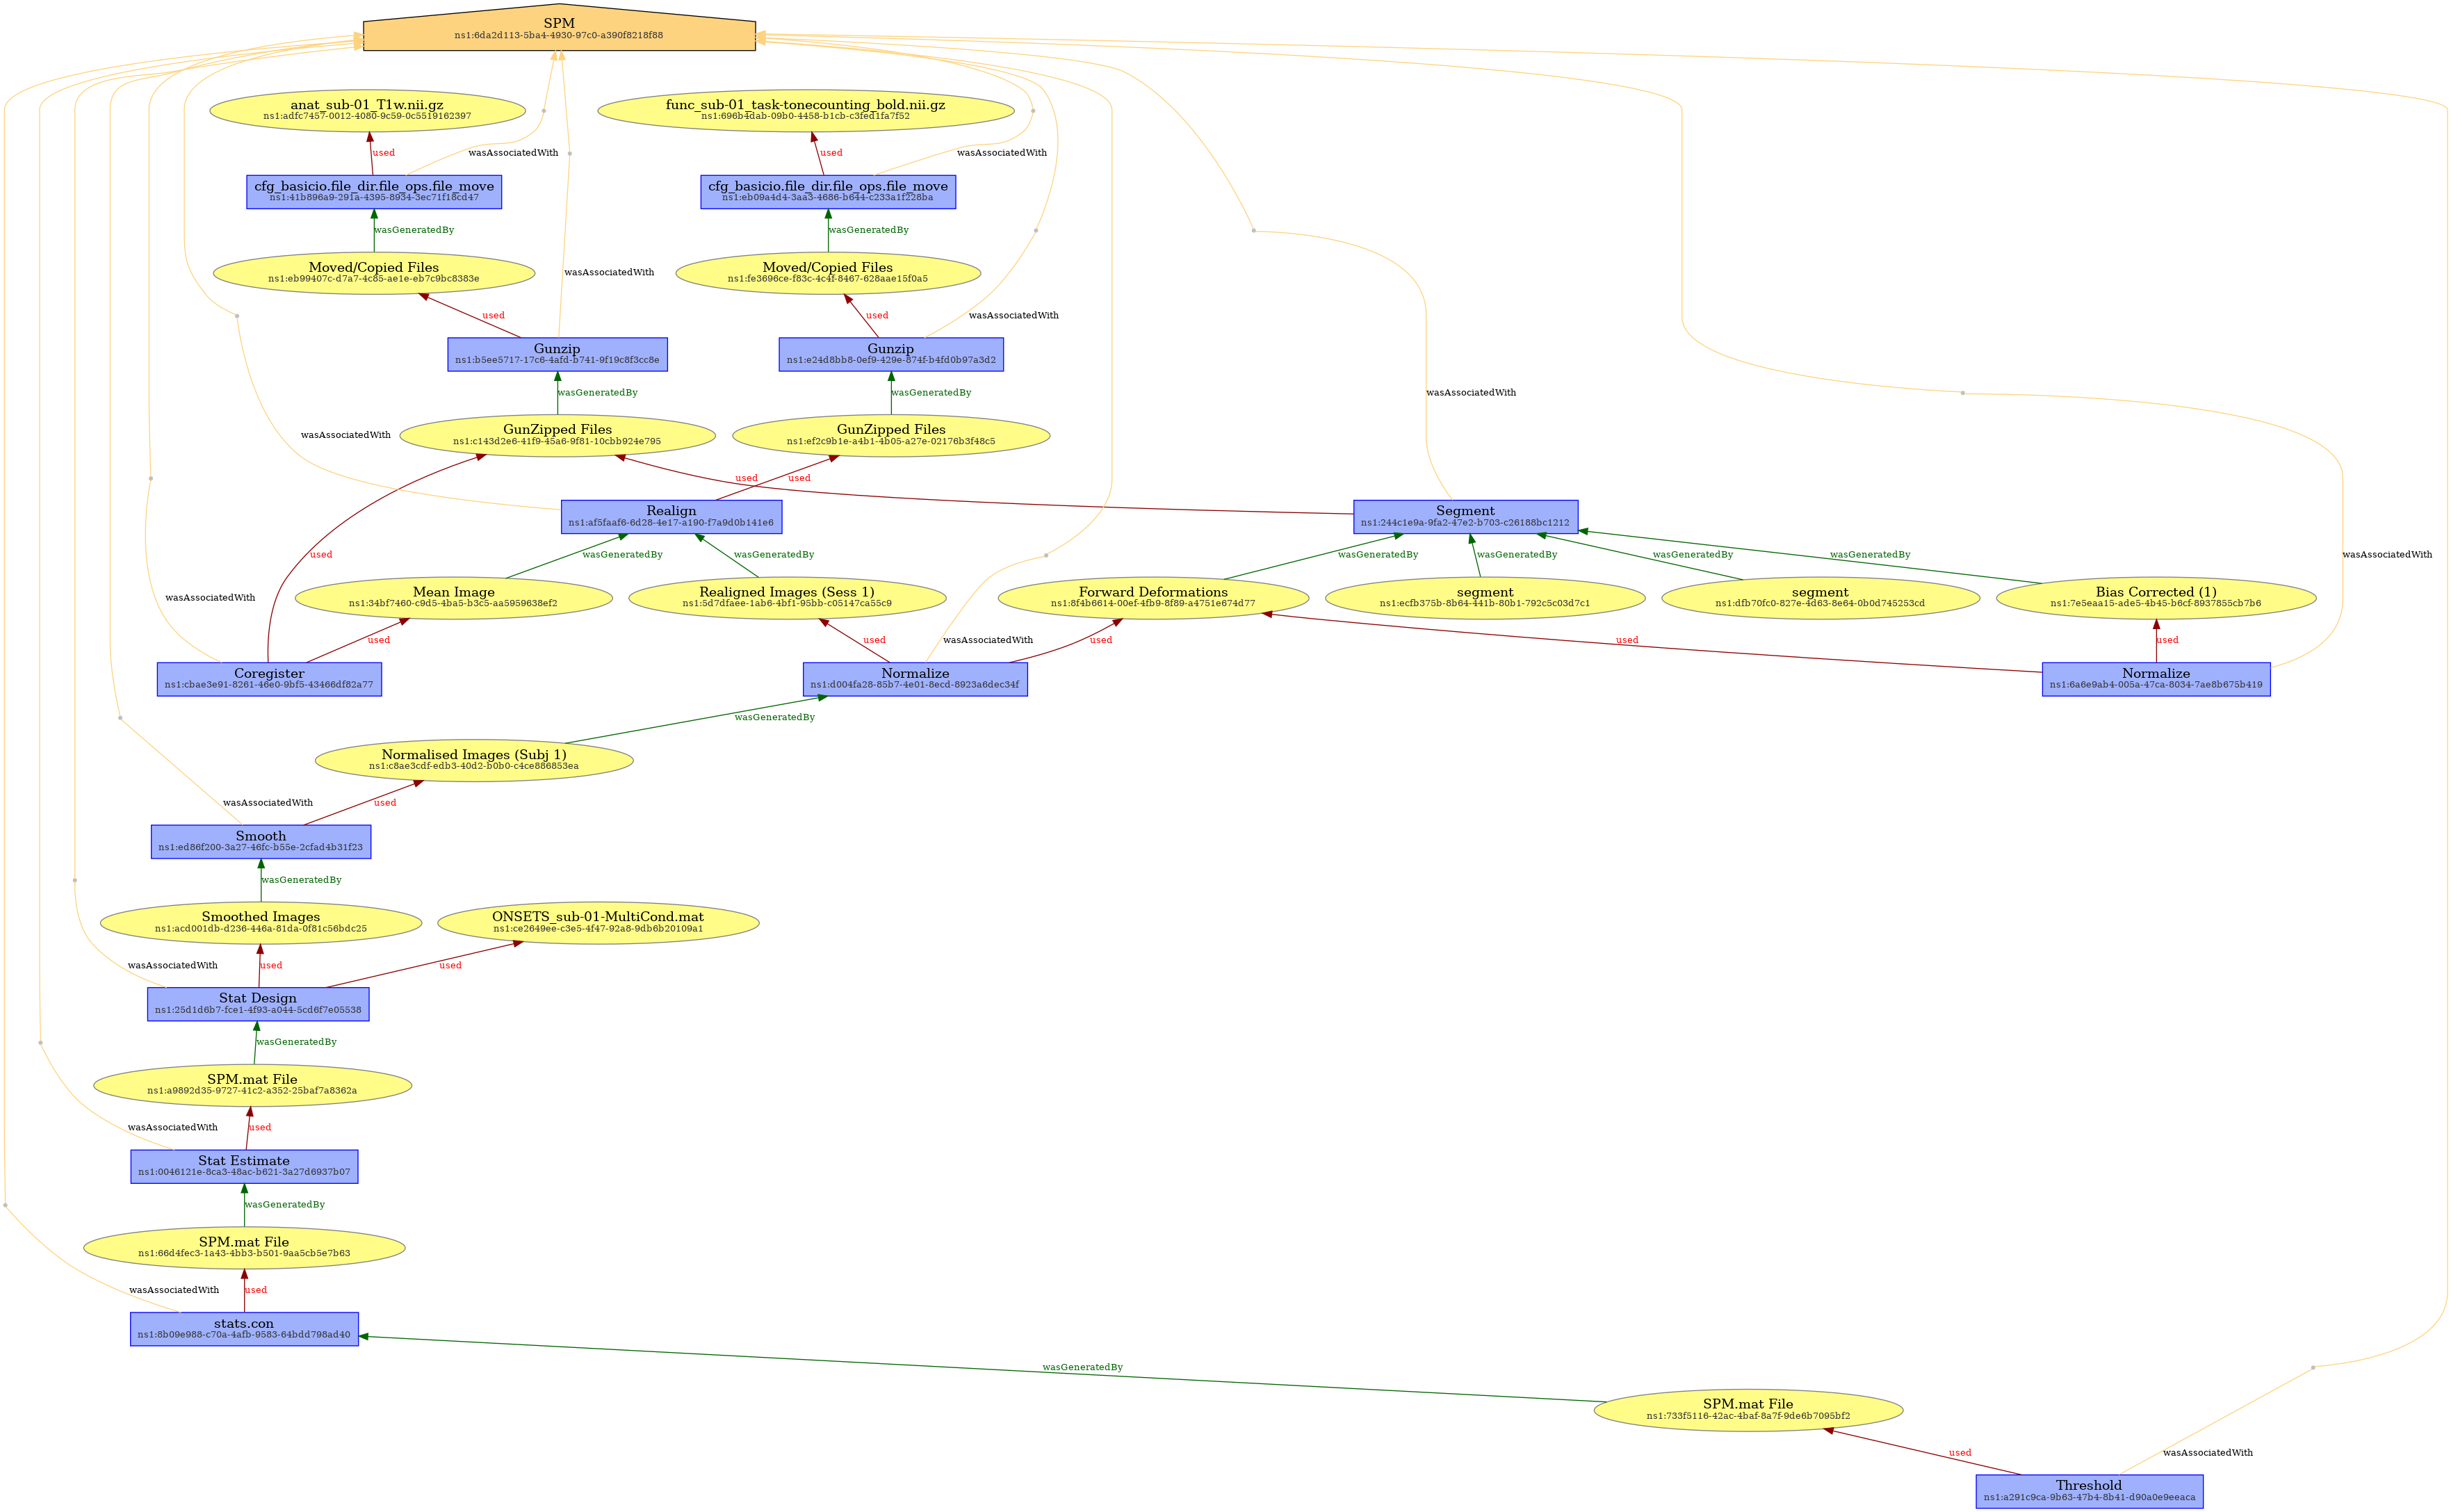 SPM
ns1:6da2d113-5ba4-4930-97c0-a390f8218f88
anat_sub-01_T1w.nii.gz
ns1:adfc7457-0012-4080-9c59-0c5519162397
func_sub-01_task-tonecounting_bold.nii.gz
ns1:696b4dab-09b0-4458-b1cb-c3fed1fa7f52
used
wasAssociatedWith
used
wasAssociatedWith
cfg_basicio.file_dir.file_ops.file_move
ns1:41b896a9-291a-4395-8934-3ec71f18cd47
cfg_basicio.file_dir.file_ops.file_move
ns1:eb09a4d4-3aa3-4686-b644-c233a1f228ba
wasGeneratedBy
wasGeneratedBy
Moved/Copied Files
ns1:eb99407c-d7a7-4c85-ae1e-eb7c9bc8383e
wasAssociatedWith
Moved/Copied Files
ns1:fe3696ce-f83c-4c4f-8467-628aae15f0a5
used
used
wasAssociatedWith
Gunzip
ns1:b5ee5717-17c6-4afd-b741-9f19c8f3cc8e
Gunzip
ns1:e24d8bb8-0ef9-429e-874f-b4fd0b97a3d2
wasGeneratedBy
wasGeneratedBy
wasAssociatedWith
wasAssociatedWith
GunZipped Files
ns1:c143d2e6-41f9-45a6-9f81-10cbb924e795
GunZipped Files
ns1:ef2c9b1e-a4b1-4b05-a27e-02176b3f48c5
used
used
Realign
ns1:af5faaf6-6d28-4e17-a190-f7a9d0b141e6
Segment
ns1:244c1e9a-9fa2-47e2-b703-c26188bc1212
used
wasGeneratedBy
wasGeneratedBy
wasGeneratedBy
wasGeneratedBy
wasGeneratedBy
wasGeneratedBy
wasAssociatedWith
wasAssociatedWith
Mean Image
ns1:34bf7460-c9d5-4ba5-b3c5-aa5959638ef2
Realigned Images (Sess 1)
ns1:5d7dfaee-1ab6-4bf1-95bb-c05147ca55c9
Forward Deformations
ns1:8f4b6614-00ef-4fb9-8f89-a4751e674d77
segment
ns1:ecfb375b-8b64-441b-80b1-792c5c03d7c1
segment
ns1:dfb70fc0-827e-4d63-8e64-0b0d745253cd
Bias Corrected (1)
ns1:7e5eaa15-ade5-4b45-b6cf-8937855cb7b6
used
used
wasAssociatedWith
used
used
used
Coregister
ns1:cbae3e91-8261-46e0-9bf5-43466df82a77
Normalize
ns1:d004fa28-85b7-4e01-8ecd-8923a6dec34f
Normalize
ns1:6a6e9ab4-005a-47ca-8034-7ae8b675b419
wasGeneratedBy
Normalised Images (Subj 1)
ns1:c8ae3cdf-edb3-40d2-b0b0-c4ce886853ea
wasAssociatedWith
used
Smooth
ns1:ed86f200-3a27-46fc-b55e-2cfad4b31f23
wasGeneratedBy
Smoothed Images
ns1:acd001db-d236-446a-81da-0f81c56bdc25
ONSETS_sub-01-MultiCond.mat
ns1:ce2649ee-c3e5-4f47-92a8-9db6b20109a1
wasAssociatedWith
used
used
Stat Design
ns1:25d1d6b7-fce1-4f93-a044-5cd6f7e05538
wasGeneratedBy
SPM.mat File
ns1:a9892d35-9727-41c2-a352-25baf7a8362a
wasAssociatedWith
used
Stat Estimate
ns1:0046121e-8ca3-48ac-b621-3a27d6937b07
wasGeneratedBy
SPM.mat File
ns1:66d4fec3-1a43-4bb3-b501-9aa5cb5e7b63
wasAssociatedWith
used
stats.con
ns1:8b09e988-c70a-4afb-9583-64bdd798ad40
wasGeneratedBy
SPM.mat File
ns1:733f5116-42ac-4baf-8a7f-9de6b7095bf2
used
wasAssociatedWith
Threshold
ns1:a291c9ca-9b63-47b4-8b41-d90a0e9eeaca